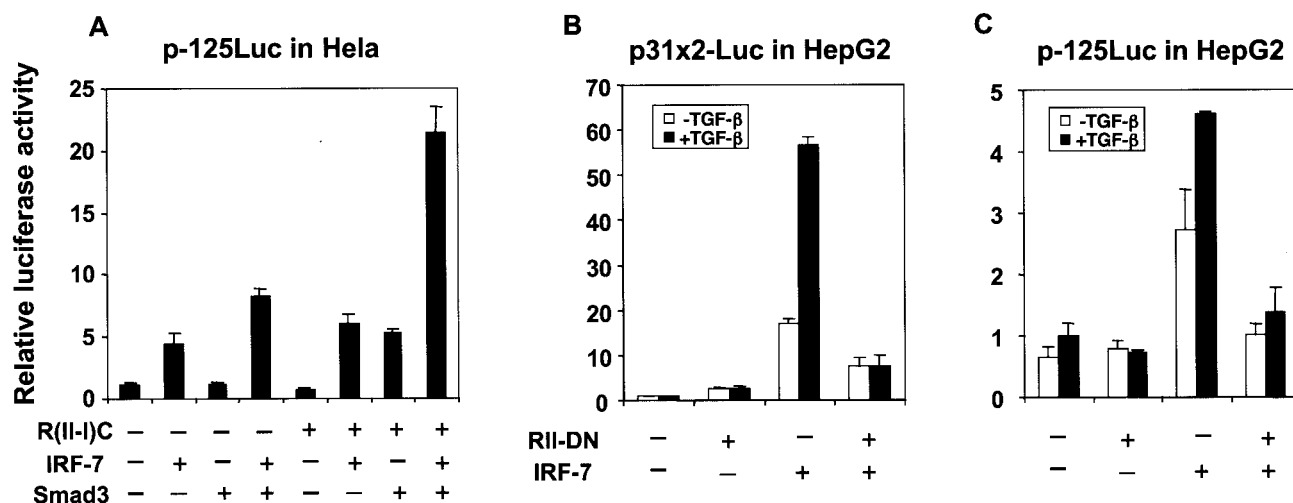 A
p-125Luc in Hela
Relative luciferase activity
25
20
15
10
5
0
R(II-I)C – – – – + + + +
IRF-7 – + – + – + – +
Smad3 – – + + – – + +
B
p31x2-Luc in HepG2
-TGF-β
+TGF-β
70
60
50
40
30
20
10
0
RII-DN – + – +
IRF-7 – – + +
C
p-125Luc in HepG2
-TGF-β
+TGF-β
5
4
3
2
1
0
– + – +
– – + +